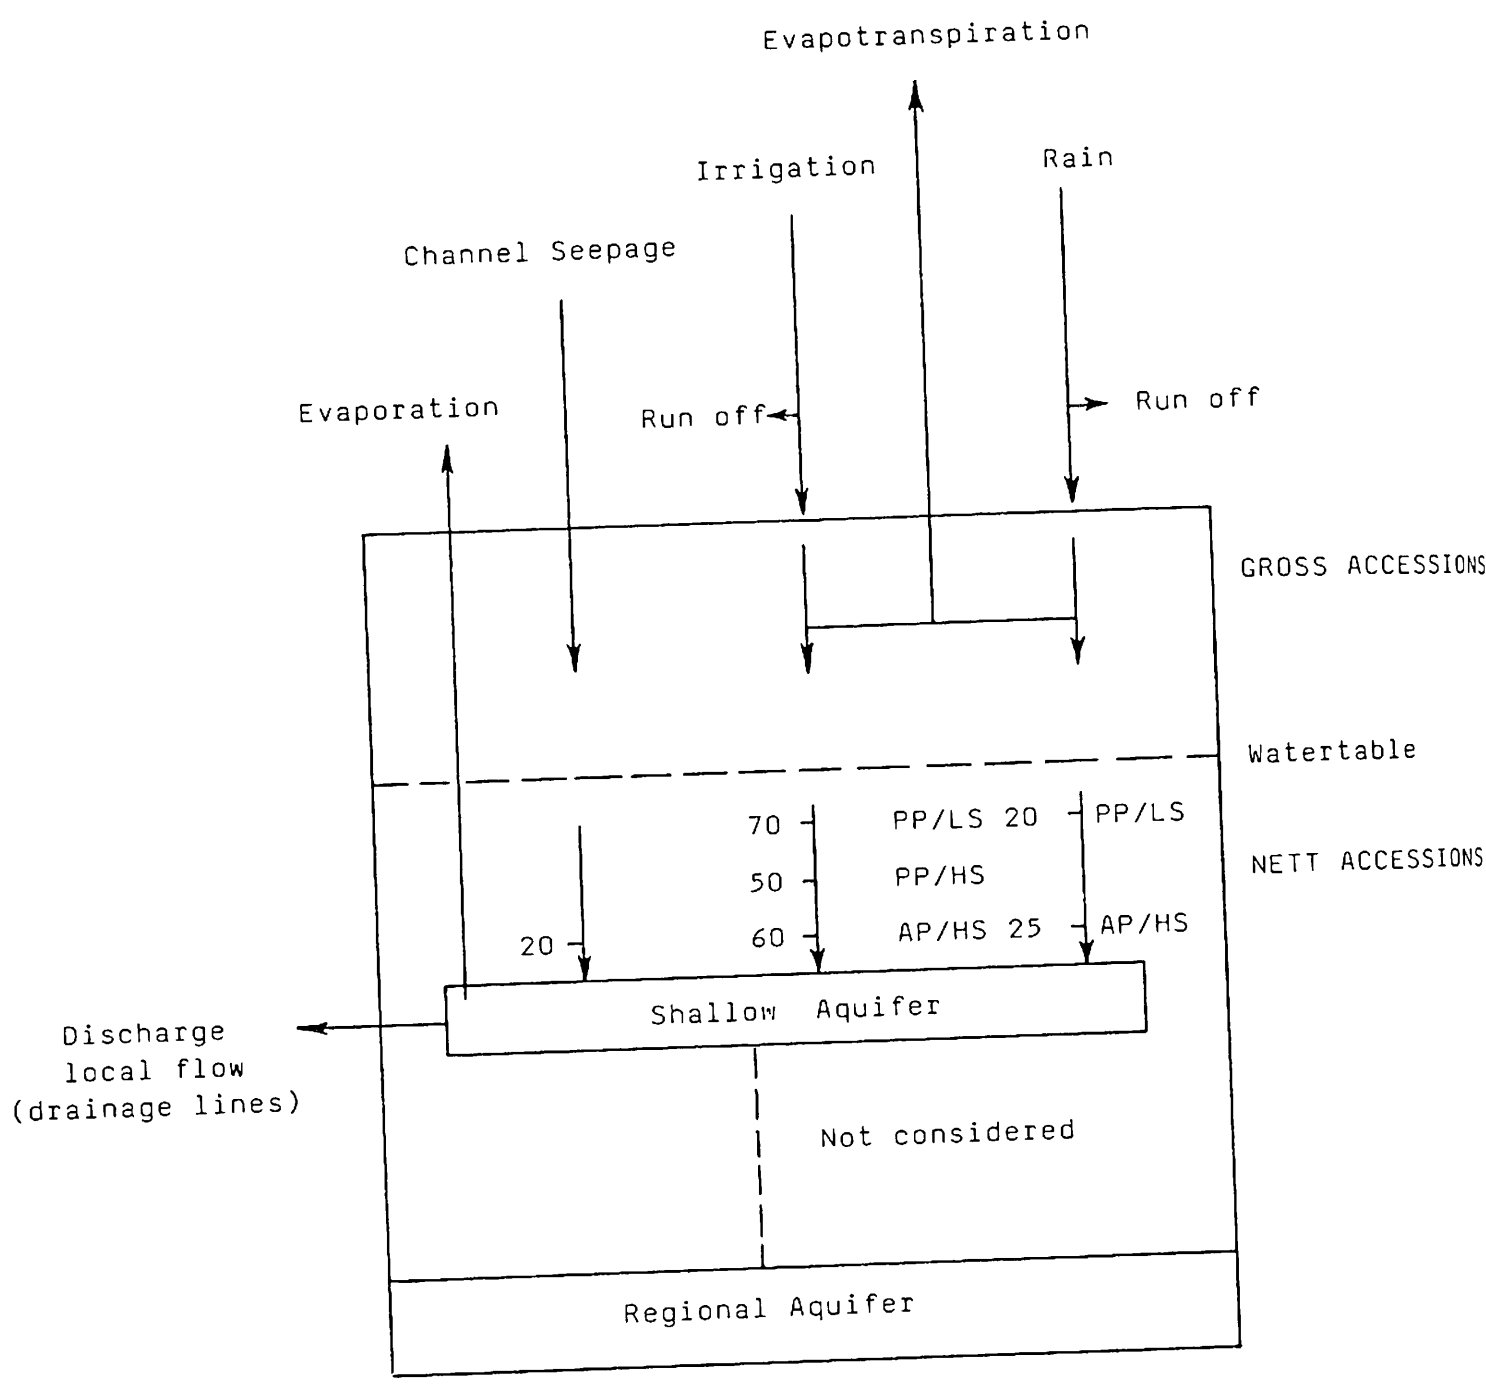 Evapotranspiration
Irrigation
Rain
Channel Seepage
Evaporation
Run off
Run off
GROSS ACCESSIONS
Watertable
70
PP/LS 20
PP/LS
50
PP/HS
NETT ACCESSIONS
20
60
AP/HS 25
AP/HS
Shallow Aquifer
Discharge
local flow
(drainage lines)
Not considered
Regional Aquifer